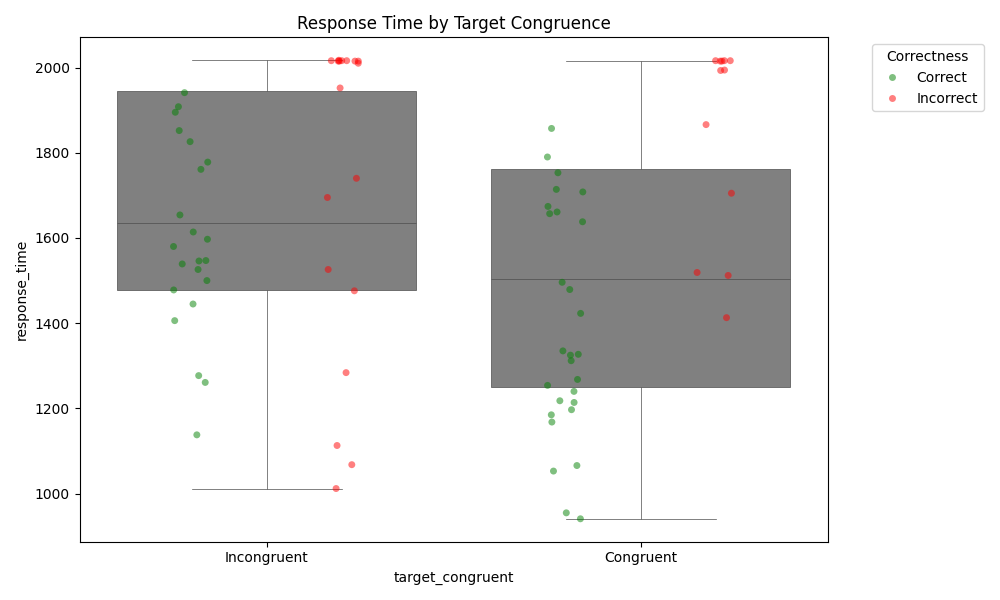 Response Time by Target Congruence
response_time
2000
1800
1600
1400
1200
1000
Incongruent
Congruent
target_congruent
Correctness
Correct
Incorrect